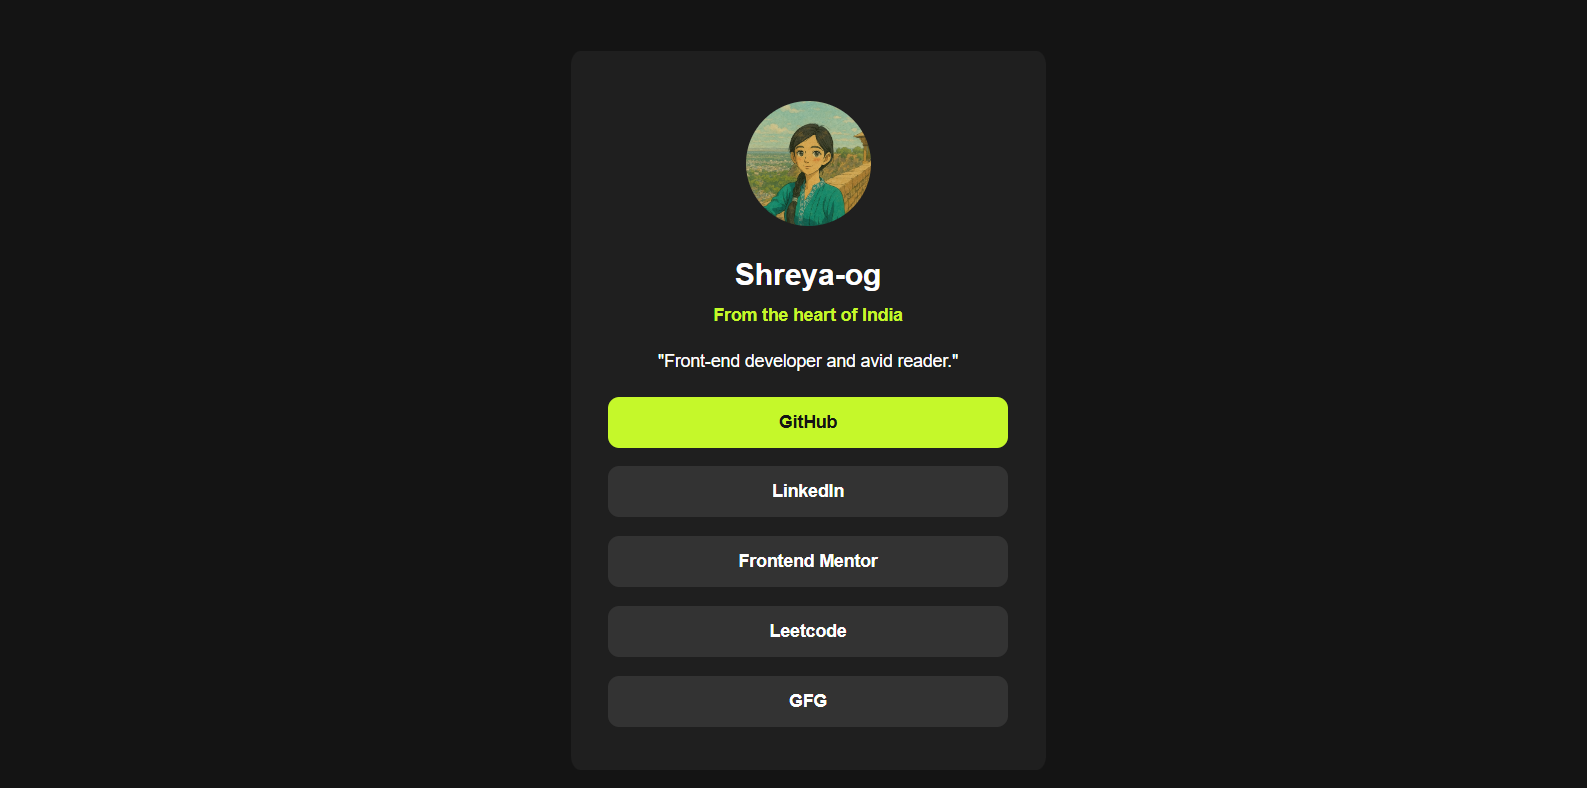 Shreya-og
From the heart of India
"Front-end developer and avid reader."
GitHub
LinkedIn
Frontend Mentor
Leetcode
GFG